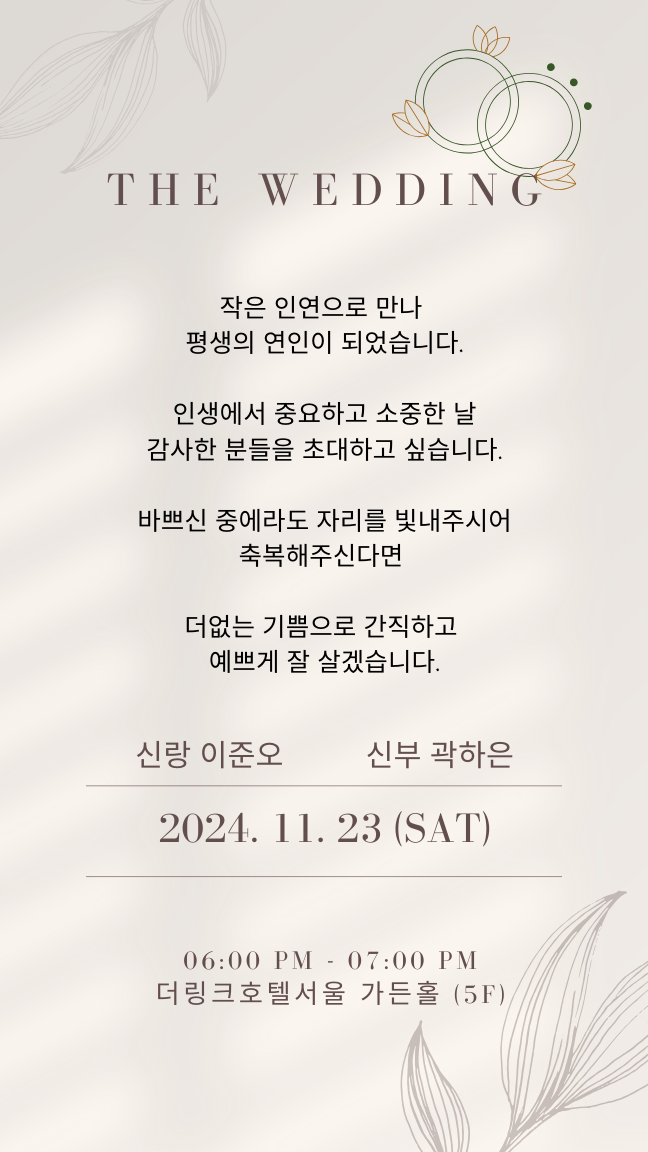 THE WEDDING
작은 인연으로 만나
평생의 연인이 되었습니다.
인생에서 중요하고 소중한 날
감사한 분들을 초대하고 싶습니다.
바쁘신 중에라도 자리를 빛내주시어
축복해주신다면
더없는 기쁨으로 간직하고
예쁘게 잘 살겠습니다.
신랑 이준오 신부 곽하은
2024. 11. 23 (SAT)
06:00 PM - 07:00 PM
더링크호텔서울 가든홀 (5F)